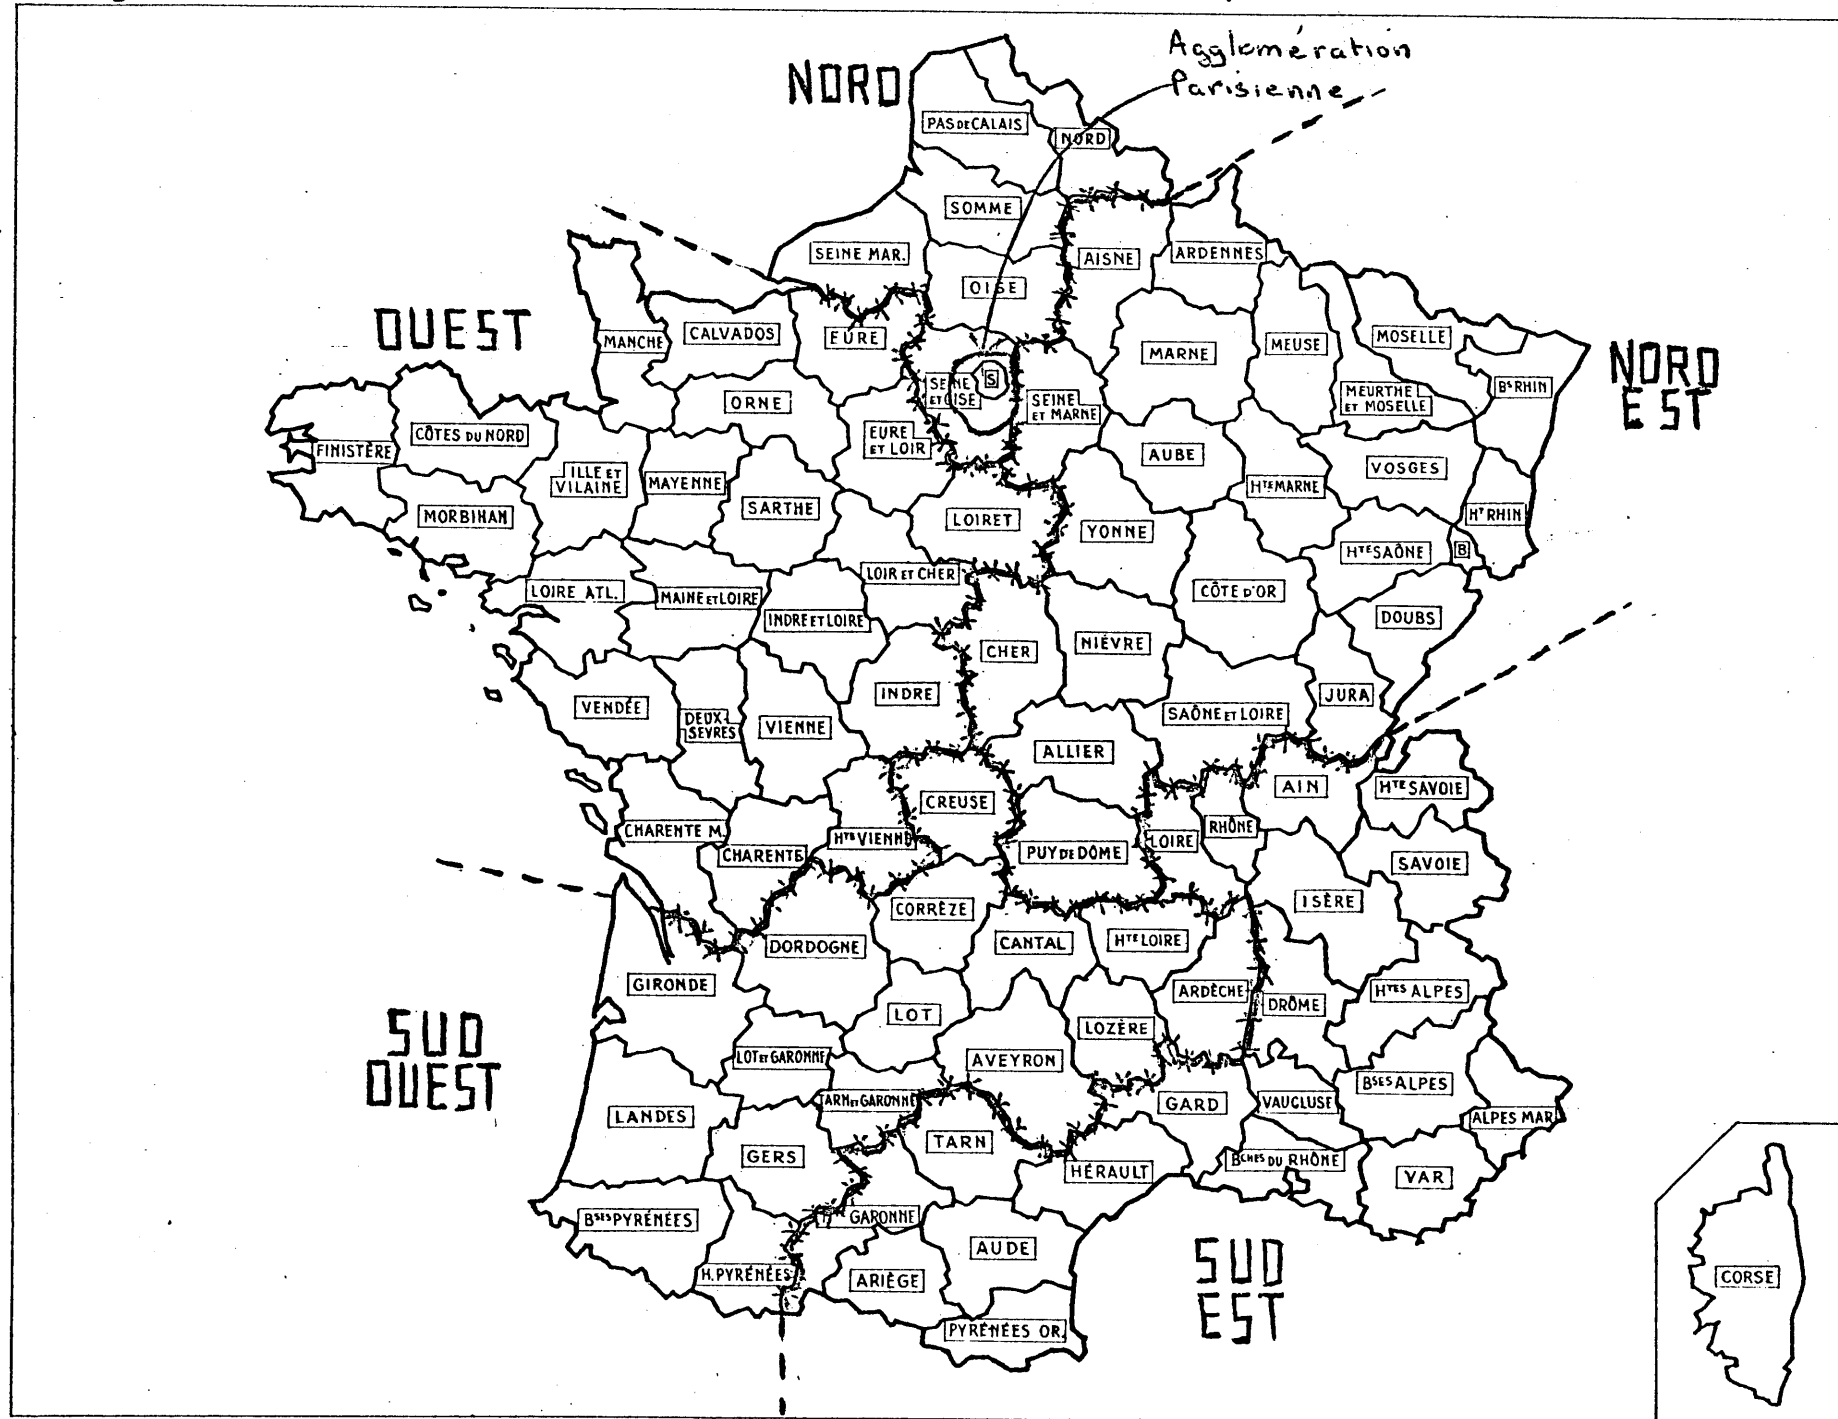 Agglomération
Parisienne
NORD
PAS DE CALAIS
NORD
SOMME
SEINE MAR.
OISE
AISNE
ARDENNES
OUEST
MANCHE
CALVADOS
EURE
MARNE
MEUSE
MOSELLE
NORD
EST
SEINE
ET OISE
S
SEINE
ET MARNE
MEURTHE
ET MOSELLE
Bs RHIN
ORNE
CÔTES DU NORD
FINISTÈRE
EURE
ET LOIR
AUBE
VOSGES
ILLE ET
VILAINE
MAYENNE
SARTHE
HTE MARNE
MORBIHAN
LOIRET
YONNE
HT RHIN
HTE SAÔNE
B
LOIR ET CHER
LOIRE ATL.
MAINE ET LOIRE
CÔTE D'OR
INDRE ET LOIRE
DOUBS
CHER
NIÈVRE
INDRE
JURA
VENDÉE
DEUX-
SEVRES
VIENNE
SAÔNE ET LOIRE
ALLIER
AIN
HTE SAVOIE
CREUSE
CHARENTE M.
CHARENTE
HTE VIENNE
PUY DE DÔME
LOIRE
RHÔNE
SAVOIE
ISÈRE
CORRÈZE
DORDOGNE
CANTAL
HTE LOIRE
GIRONDE
ARDÈCHE
DRÔME
HTES ALPES
SUD
OUEST
LOT
LOZÈRE
LOT ET GARONNE
AVEYRON
BSES ALPES
TARN ET GARONNE
GARD
VAUCLUSE
LANDES
ALPES MAR.
GERS
TARN
HÉRAULT
BCHES DU RHÔNE
VAR
BSES PYRÉNÉES
GARONNE
AUDE
SUD
EST
H. PYRÉNÉES
ARIÈGE
CORSE
PYRÉNÉES OR.